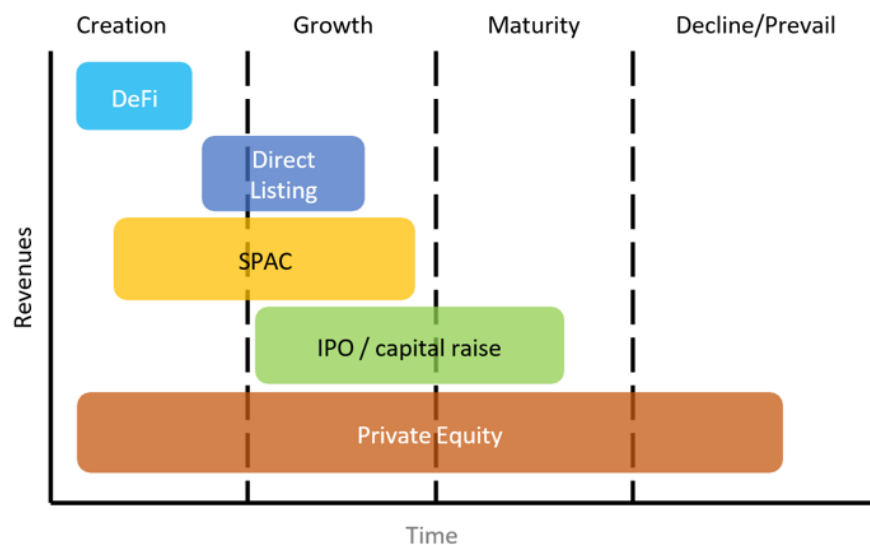 Creation Growth Maturity Decline/Prevail
DeFi
Direct
Listing
SPAC
IPO / capital raise
Private Equity
Revenues
Time